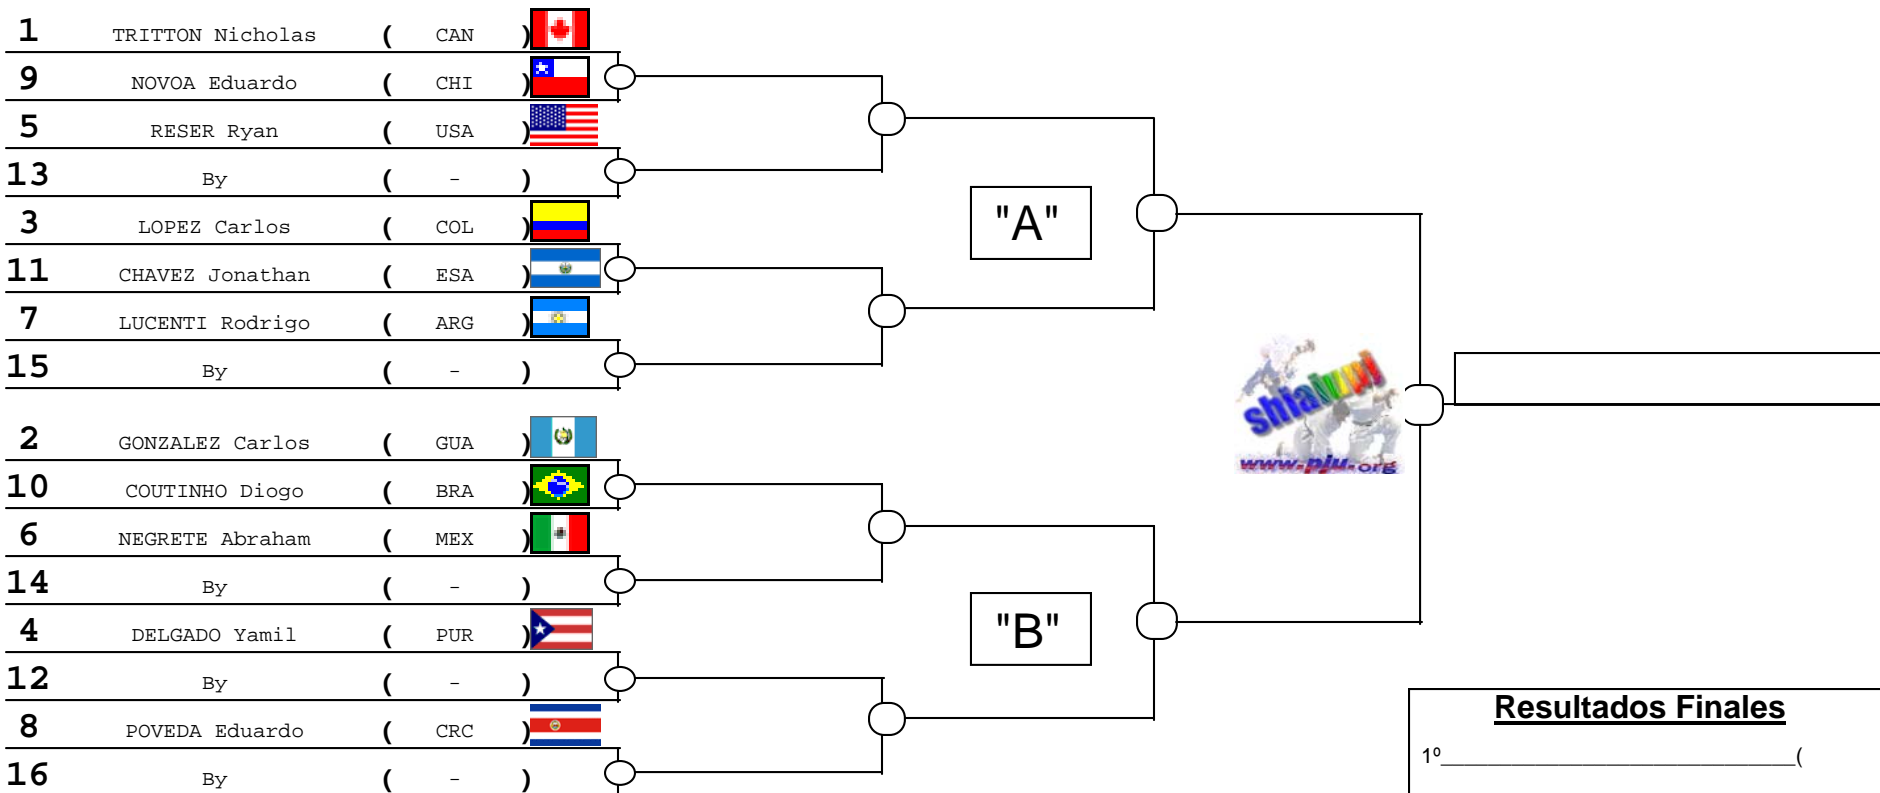 1 TRITTON Nicholas ( CAN )
9 NOVOA Eduardo ( CHI )
5 RESER Ryan ( USA )
13 By ( - )
3 LOPEZ Carlos ( COL )
11 CHAVEZ Jonathan ( ESA )
7 LUCENTI Rodrigo ( ARG )
15 By ( - )
"A"
2 GONZALEZ Carlos ( GUA )
10 COUTINHO Diogo ( BRA )
6 NEGRETE Abraham ( MEX )
14 By ( - )
4 DELGADO Yamil ( PUR )
12 By ( - )
8 POVEDA Eduardo ( CRC )
16 By ( - )
"B"
www.pju.org
Resultados Finales
1º_________________________________(